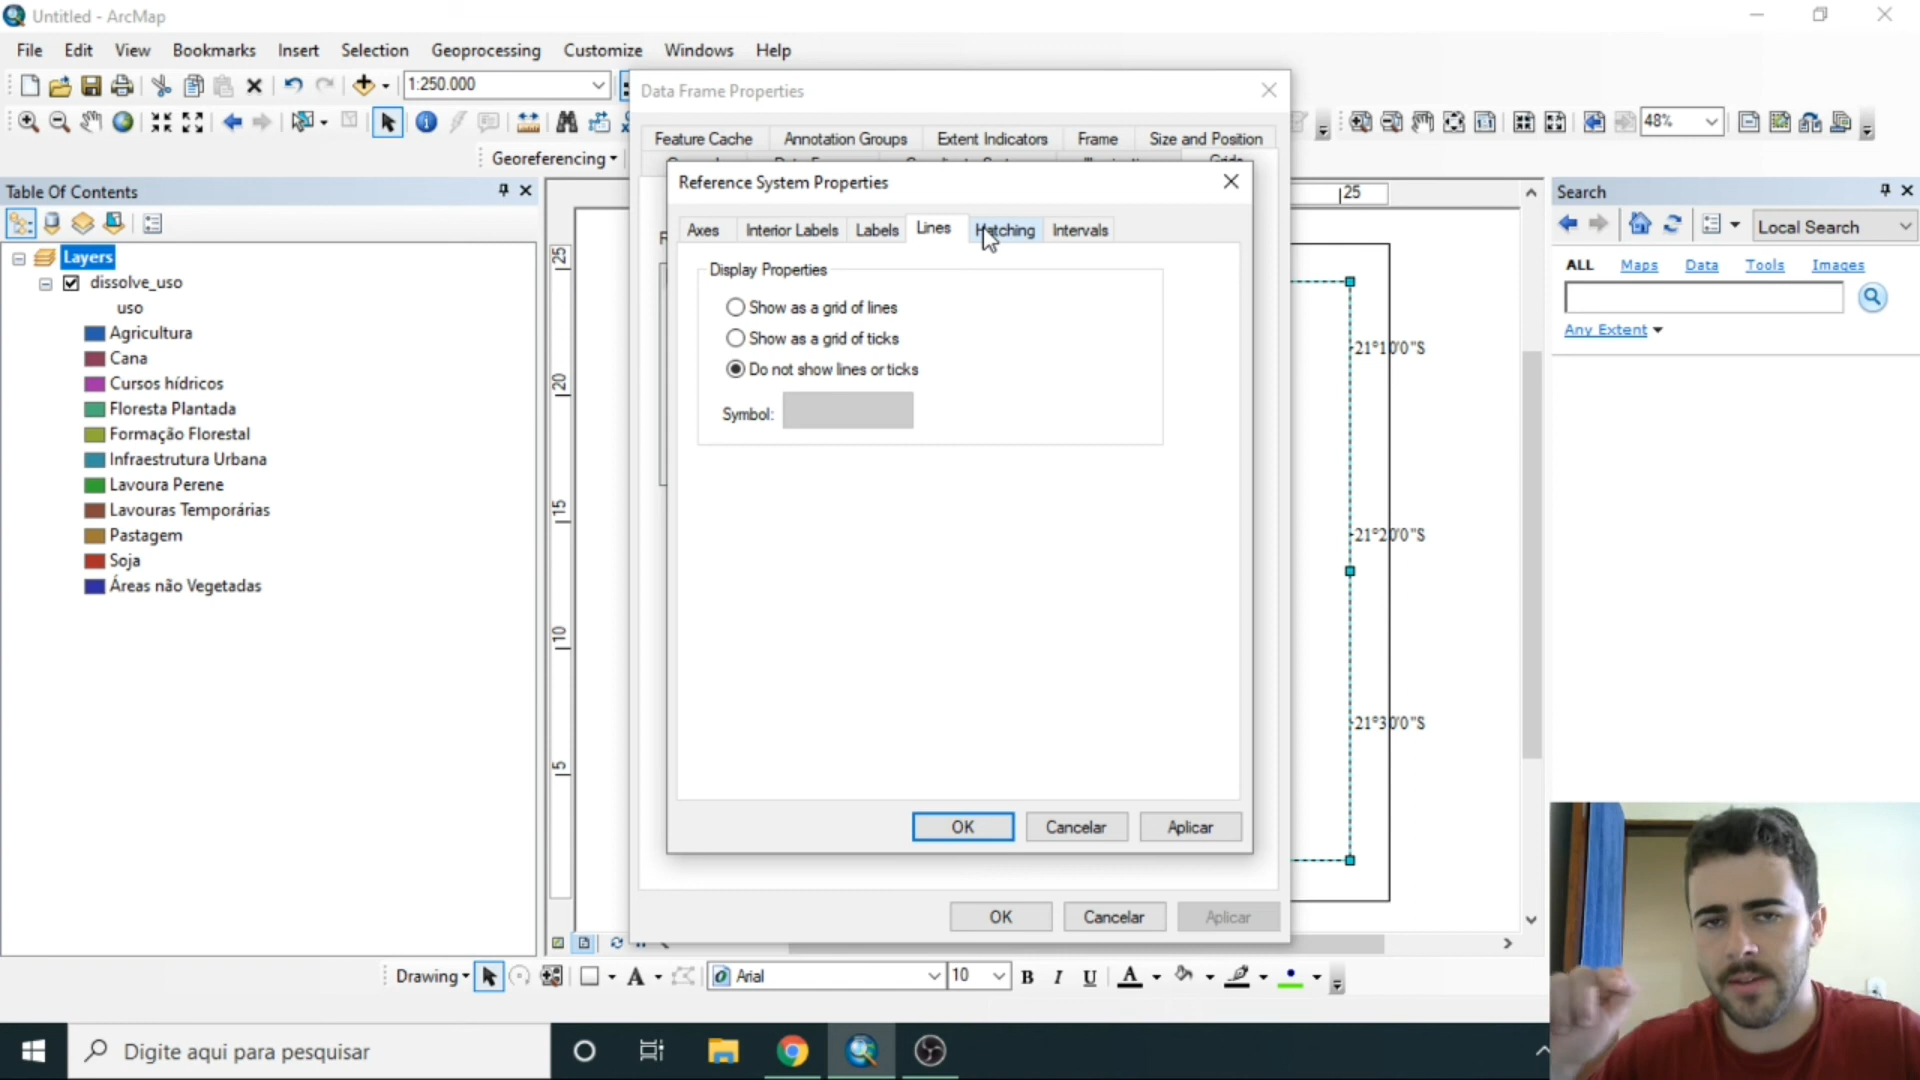 Untitled - ArcMap
File Edit View Bookmarks Insert Selection Geoprocessing Customize Windows Help
1:250.000
48%
Georeferencing
Table Of Contents
Layers
dissolve_uso
uso
Agricultura
Cana
Cursos hídricos
Floresta Plantada
Formação Florestal
Infraestrutura Urbana
Lavoura Perene
Lavouras Temporárias
Pastagem
Soja
Áreas não Vegetadas
Data Frame Properties
Feature Cache Annotation Groups Extent Indicators Frame Size and Position
Reference System Properties
Axes Interior Labels Labels Lines Hatching Intervals
Display Properties
Show as a grid of lines
Show as a grid of ticks
Do not show lines or ticks
Symbol:
OK Cancelar Aplicar
OK Cancelar Aplicar
25
25
20
15
10
5
21°10'0"S
21°20'0"S
21°30'0"S
Search
Local Search
ALL Maps Data Tools Images
Any Extent
Drawing A Arial 10 B I U A
Digite aqui para pesquisar